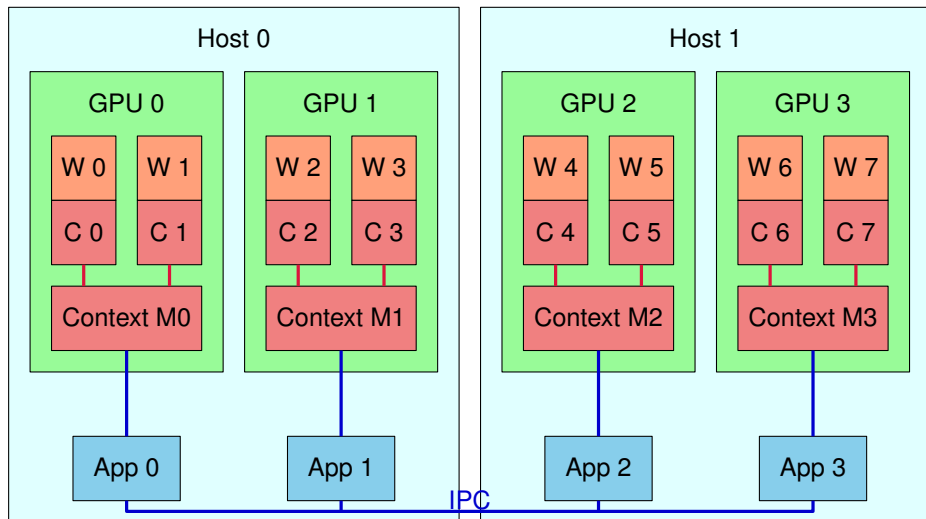 Host 0
Host 1
GPU 0
GPU 1
GPU 2
GPU 3
W 0
W 1
W 2
W 3
W 4
W 5
W 6
W 7
C 0
C 1
C 2
C 3
C 4
C 5
C 6
C 7
Context M0
Context M1
Context M2
Context M3
App 0
App 1
App 2
App 3
IPC